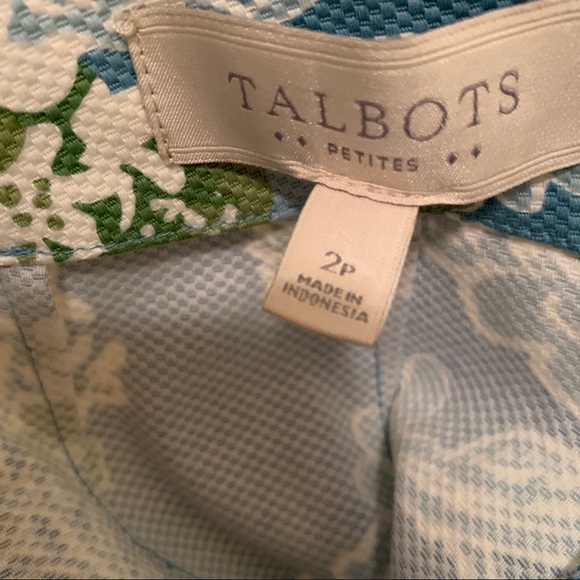 TALBOTS
PETITES
2P
MADE IN
INDONESIA